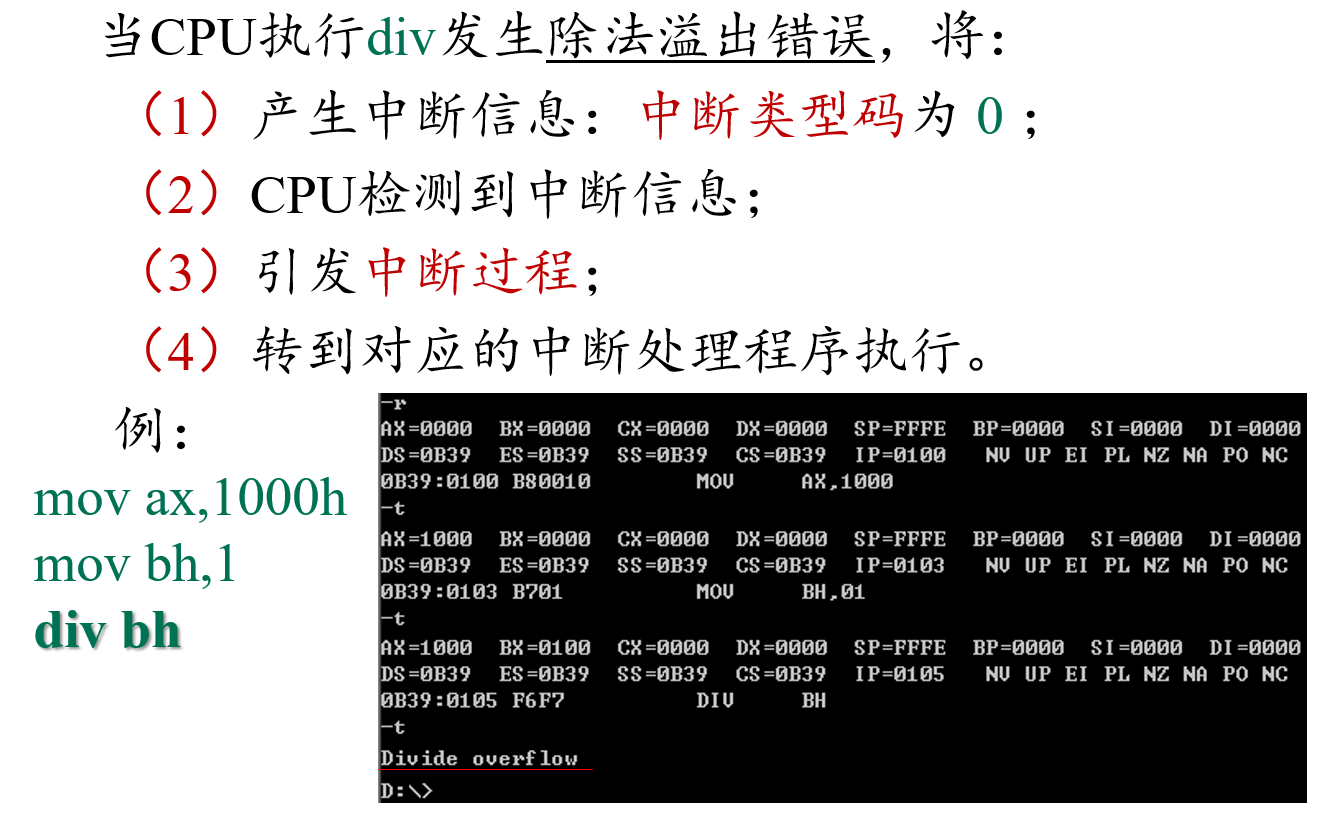 当CPU执行div发生除法溢出错误，将：
（1）产生中断信息：中断类型码为 0 ；
（2）CPU检测到中断信息；
（3）引发中断过程；
（4）转到对应的中断处理程序执行。
例：
mov ax,1000h
mov bh,1
div bh
-r
AX=0000 BX=0000 CX=0000 DX=0000 SP=FFFE BP=0000 SI=0000 DI=0000
DS=0B39 ES=0B39 SS=0B39 CS=0B39 IP=0100 NV UP EI PL NZ NA PO NC
0B39:0100 B80010 MOV AX,1000
-t
AX=1000 BX=0000 CX=0000 DX=0000 SP=FFFE BP=0000 SI=0000 DI=0000
DS=0B39 ES=0B39 SS=0B39 CS=0B39 IP=0103 NV UP EI PL NZ NA PO NC
0B39:0103 B701 MOV BH,01
-t
AX=1000 BX=0100 CX=0000 DX=0000 SP=FFFE BP=0000 SI=0000 DI=0000
DS=0B39 ES=0B39 SS=0B39 CS=0B39 IP=0105 NV UP EI PL NZ NA PO NC
0B39:0105 F6F7 DIV BH
-t
Divide overflow
D:\>